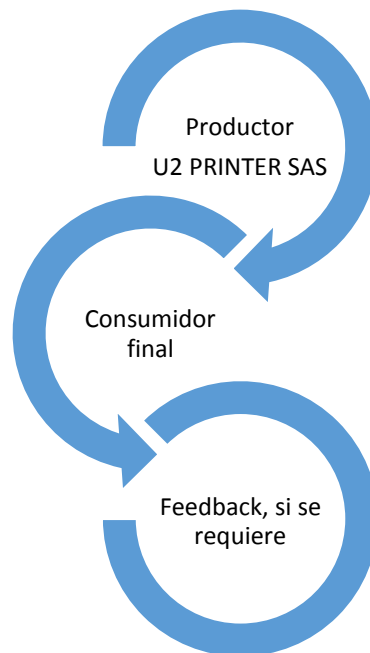 Productor
U2 PRINTER SAS
Consumidor
final
Feedback, si se
requiere